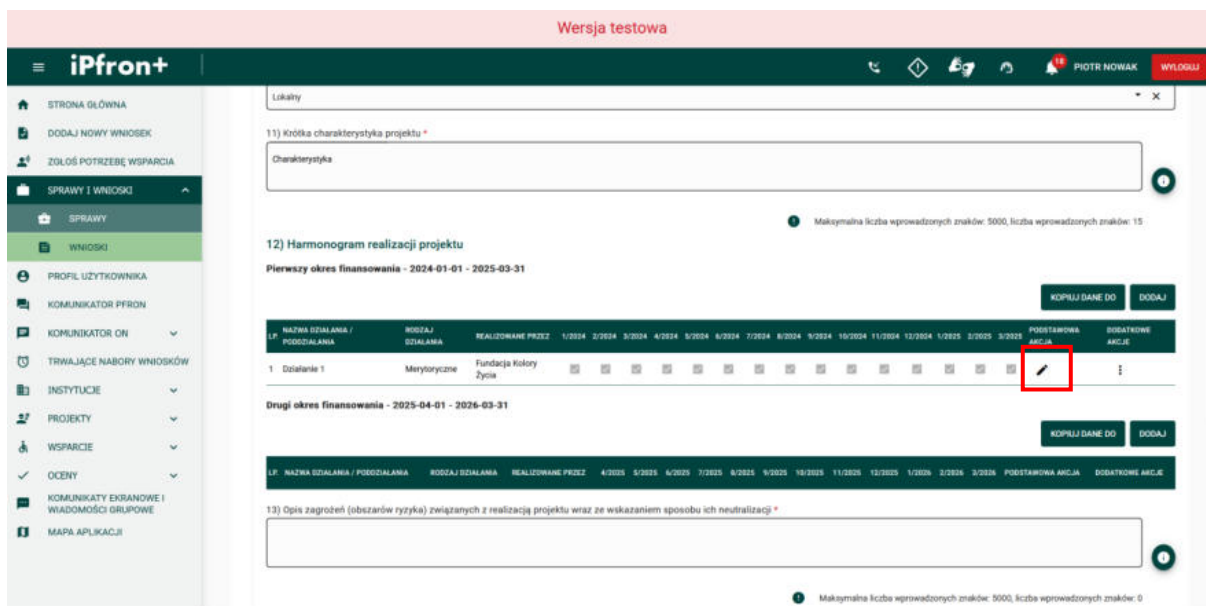 Wersja testowa
iPfron+
18
PIOTR NOWAK
WYLOGUJ
STRONA GŁÓWNA
DODAJ NOWY WNIOSEK
ZGŁOŚ POTRZEBĘ WSPARCIA
SPRAWY I WNIOSKI
SPRAWY
WNIOSKI
PROFIL UŻYTKOWNIKA
KOMUNIKATOR PFRON
KOMUNIKATOR ON
TRWAJĄCE NABORY WNIOSKÓW
INSTYTUCJE
PROJEKTY
WSPARCIE
OCENY
KOMUNIKATY EKRANOWE I
WIADOMOŚCI GRUPOWE
MAPA APLIKACJI
Lokalny
11) Krótka charakterystyka projektu *
Charakterystyka
Maksymalna liczba wprowadzonych znaków: 5000, liczba wprowadzonych znaków: 15
12) Harmonogram realizacji projektu
Pierwszy okres finansowania - 2024-01-01 - 2025-03-31
KOPIUJ DANE DO DODAJ
LP. NAZWA DZIAŁANIA / PODDZIAŁANIA RODZAJ DZIAŁANIA REALIZOWANE PRZEZ 1/2024 2/2024 3/2024 4/2024 5/2024 6/2024 7/2024 8/2024 9/2024 10/2024 11/2024 12/2024 1/2025 2/2025 3/2025 PODSTAWOWA AKCJA DODATKOWE AKCJE
1 Działanie 1 Merytoryczne Fundacja Kolory Życia
Drugi okres finansowania - 2025-04-01 - 2026-03-31
KOPIUJ DANE DO DODAJ
LP. NAZWA DZIAŁANIA / PODDZIAŁANIA RODZAJ DZIAŁANIA REALIZOWANE PRZEZ 4/2025 5/2025 6/2025 7/2025 8/2025 9/2025 10/2025 11/2025 12/2025 1/2026 2/2026 3/2026 PODSTAWOWA AKCJA DODATKOWE AKCJE
13) Opis zagrożeń (obszarów ryzyka) związanych z realizacją projektu wraz ze wskazaniem sposobu ich neutralizacji *
Maksymalna liczba wprowadzonych znaków: 5000, liczba wprowadzonych znaków: 0